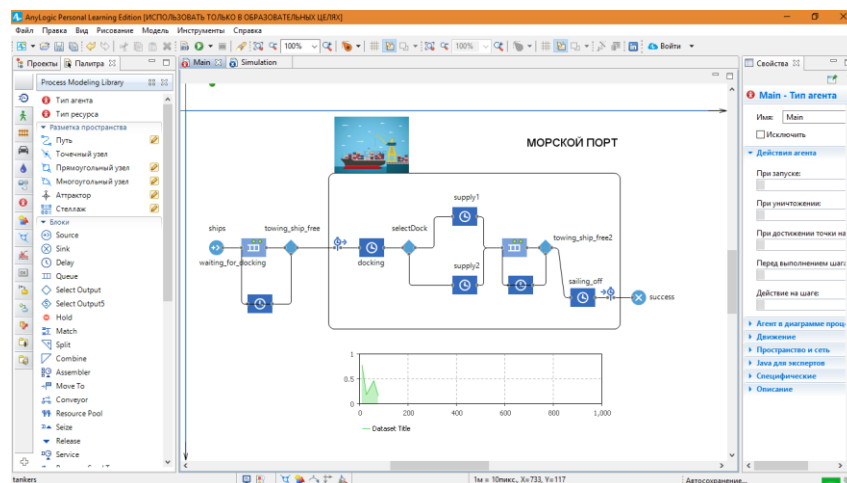 AnyLogic Personal Learning Edition [ИСПОЛЬЗОВАТЬ ТОЛЬКО В ОБРАЗОВАТЕЛЬНЫХ ЦЕЛЯХ]
Файл Правка Вид Рисование Модель Инструменты Справка
100% 100% Войти
Проекты Палитра Main Simulation Свойства
Process Modeling Library
Main - Тип агента
Тип агента
Тип ресурса
Имя: Main
Разметка пространства
Исключить
Путь
Точечный узел
Действия агента
Прямоугольный узел
При запуске:
Многоугольный узел
Аттрактор
При уничтожении:
Стеллаж
Блоки
При достижении точки на
Source
Sink
Перед выполнением шага
Delay
Queue
Действие на шаге:
Select Output
Select Output5
Hold
Агент в диаграмме проц
Match
Движение
Split
Пространство и сеть
Combine
Java для экспертов
Assembler
Специфические
Move To
Описание
Conveyor
Resource Pool
Seize
Release
Service
МОРСКОЙ ПОРТ
supply1
ships towing_ship_free selectDock towing_ship_free2
waiting_for_docking docking supply2
sailing_off
success
1
0.5
0
0 200 400 600 800 1,000
Dataset Title
tankers 1м = 10пикс., X=733, Y=117 Автосохранение...